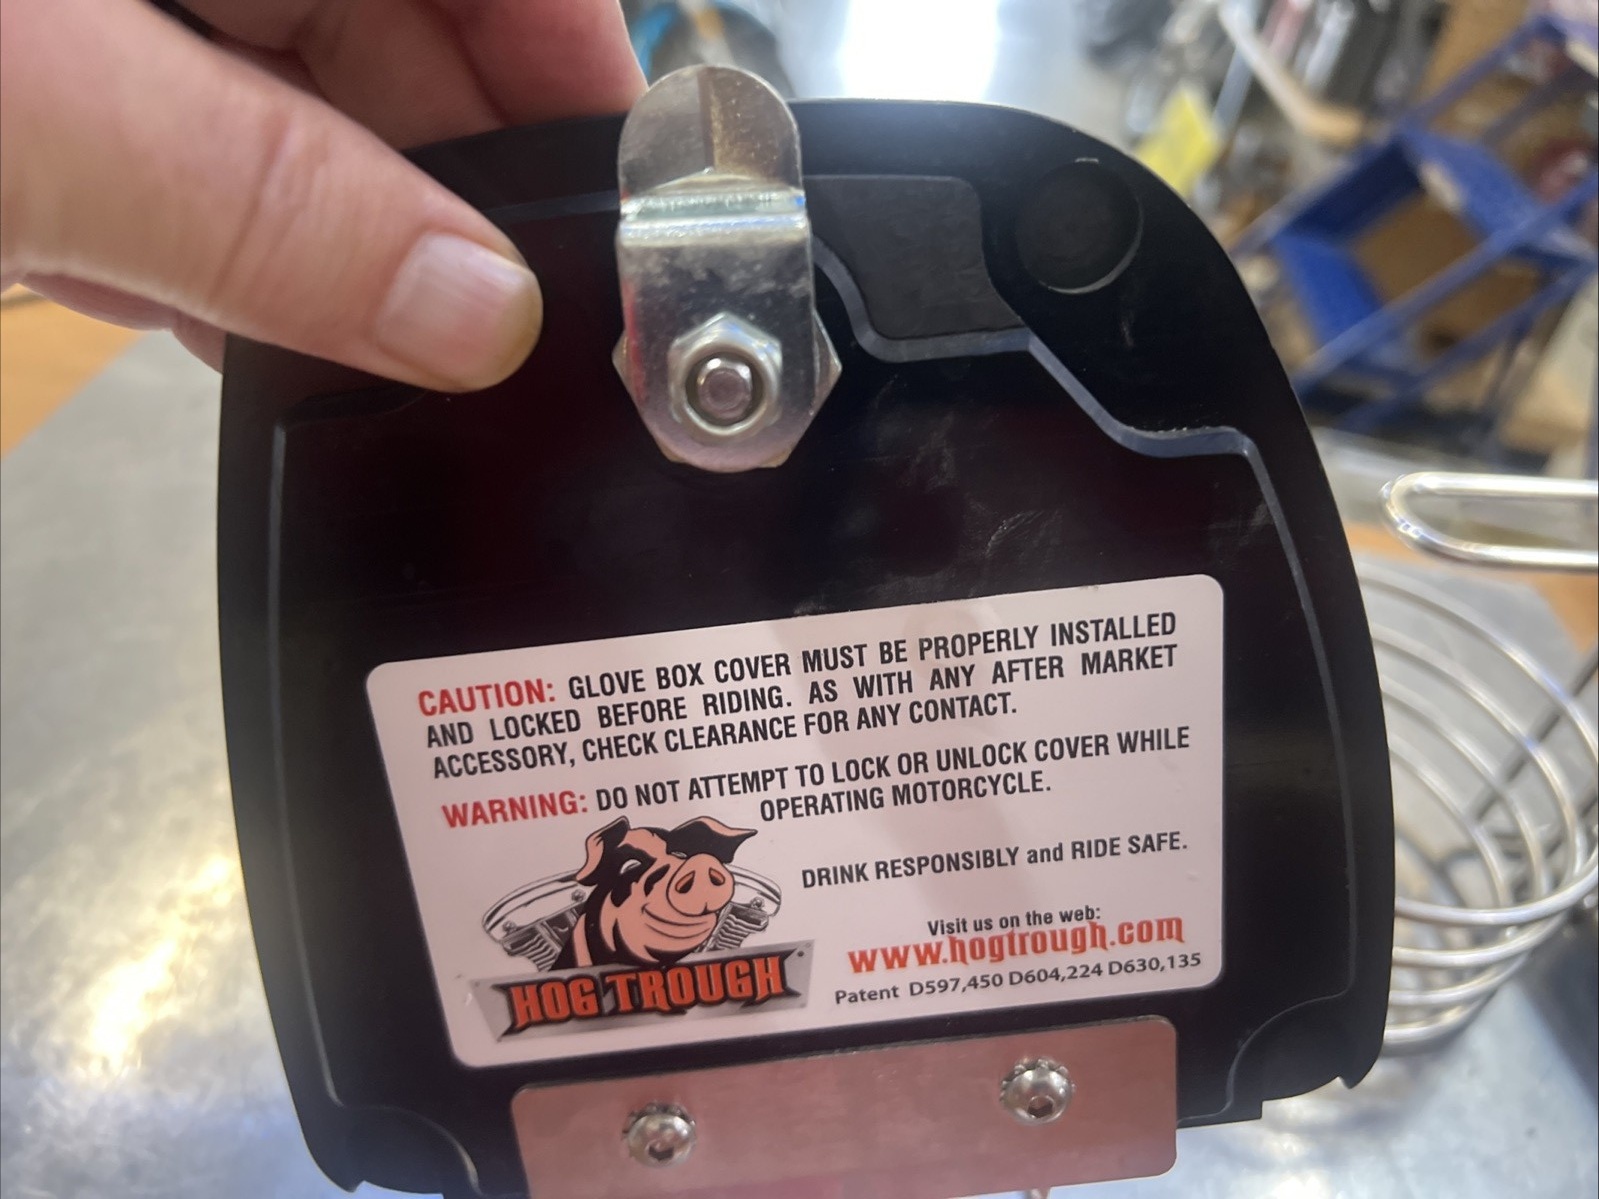 CAUTION: GLOVE BOX COVER MUST BE PROPERLY INSTALLED
AND LOCKED BEFORE RIDING. AS WITH ANY AFTER MARKET
ACCESSORY, CHECK CLEARANCE FOR ANY CONTACT.
WARNING: DO NOT ATTEMPT TO LOCK OR UNLOCK COVER WHILE
OPERATING MOTORCYCLE.
DRINK RESPONSIBLY and RIDE SAFE.
Visit us on the web:
www.hogtrough.com
Patent D597,450 D604,224 D630,135
HOG TROUGH